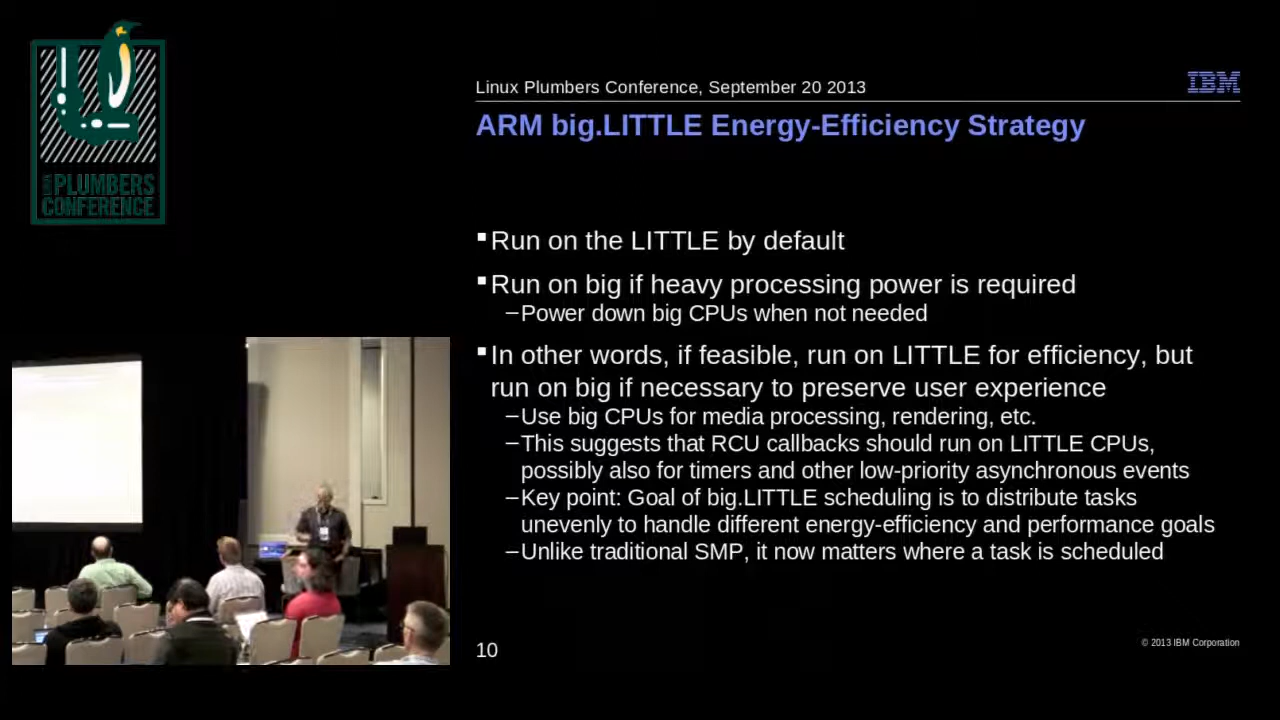 PLUMBERS
CONFERENCE
Linux Plumbers Conference, September 20 2013
IBM
ARM big.LITTLE Energy-Efficiency Strategy
▪Run on the LITTLE by default
▪Run on big if heavy processing power is required
–Power down big CPUs when not needed
▪In other words, if feasible, run on LITTLE for efficiency, but
run on big if necessary to preserve user experience
–Use big CPUs for media processing, rendering, etc.
–This suggests that RCU callbacks should run on LITTLE CPUs,
possibly also for timers and other low-priority asynchronous events
–Key point: Goal of big.LITTLE scheduling is to distribute tasks
unevenly to handle different energy-efficiency and performance goals
–Unlike traditional SMP, it now matters where a task is scheduled
10
© 2013 IBM Corporation